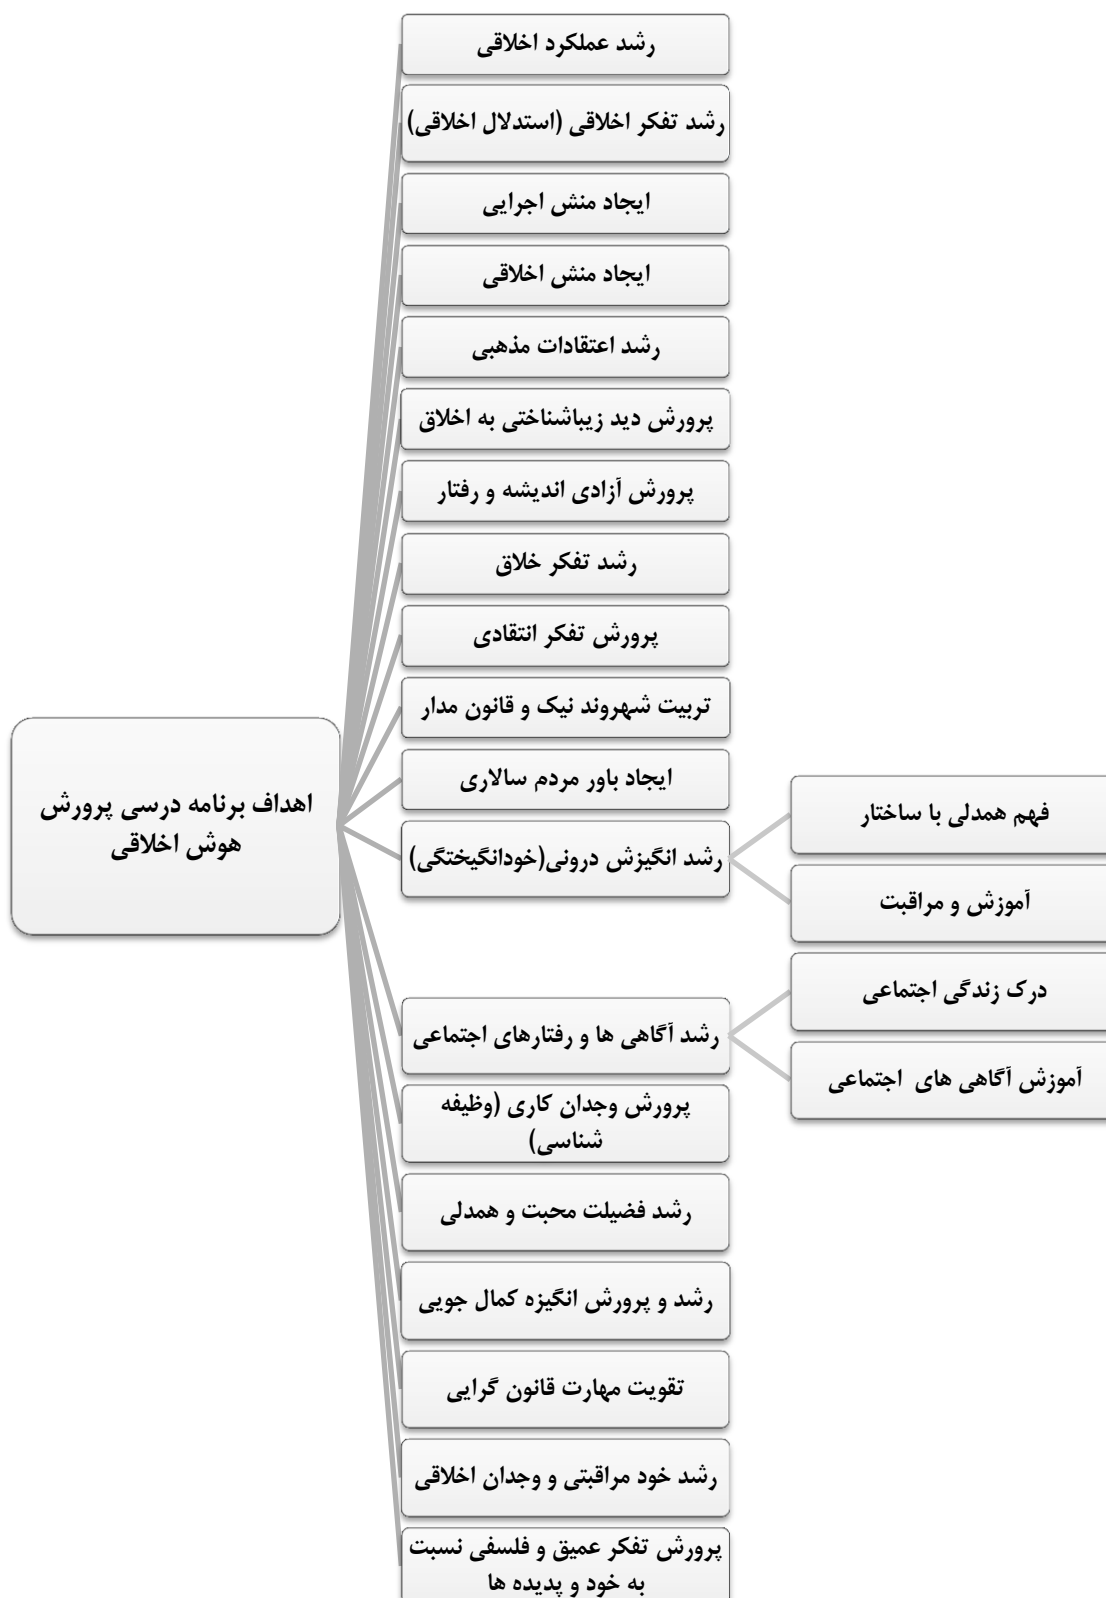 رشد عملکرد اخلاقی
رشد تفکر اخلاقی (استدلال اخلاقی)
ایجاد منش اجرایی
ایجاد منش اخلاقی
رشد اعتقادات مذهبی
پرورش دید زیباشناختی به اخلاق
پرورش آزادی اندیشه و رفتار
رشد تفکر خلاق
پرورش تفکر انتقادی
تربیت شهروند نیک و قانون مدار
ایجاد باور مردم سالاری
اهداف برنامه درسی پرورش
هوش اخلاقی
رشد انگیزش درونی(خودانگیختگی)
فهم همدلی با ساختار
آموزش و مراقبت
رشد آگاهی ها و رفتارهای اجتماعی
درک زندگی اجتماعی
آموزش آگاهی های اجتماعی
پرورش وجدان کاری (وظیفه
شناسی)
رشد فضیلت محبت و همدلی
رشد و پرورش انگیزه کمال جویی
تقویت مهارت قانون گرایی
رشد خود مراقبتی و وجدان اخلاقی
پرورش تفکر عمیق و فلسفی نسبت
به خود و پدیده ها